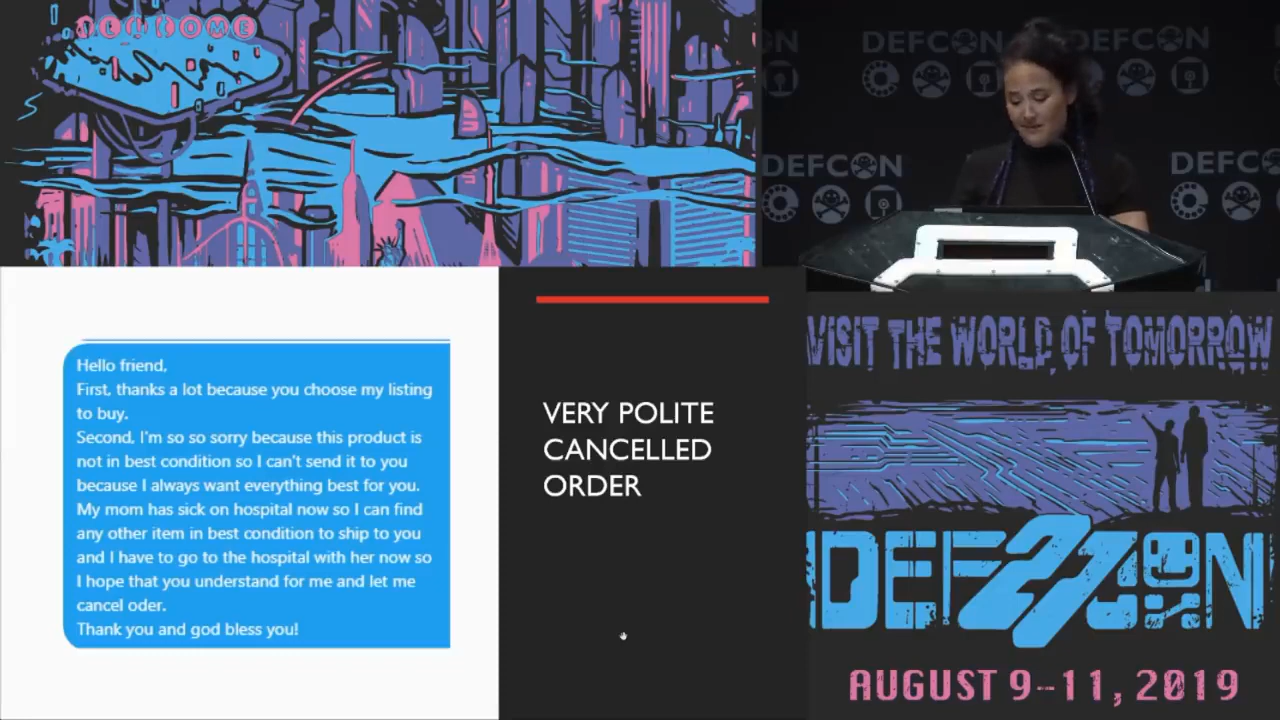 WELCOME
DEFCON DEFCON
DEFCON DEFCO
Hello friend,
First, thanks a lot because you choose my listing
to buy.
Second, I'm so so sorry because this product is
not in best condition so I can't send it to you
because I always want everything best for you.
My mom has sick on hospital now so I can find
any other item in best condition to ship to you
and I have to go to the hospital with her now so
I hope that you understand for me and let me
cancel oder.
Thank you and god bless you!
VERY POLITE
CANCELLED
ORDER
VISIT THE WORLD OF TOMORROW
DEF27CON
AUGUST 9-11, 2019